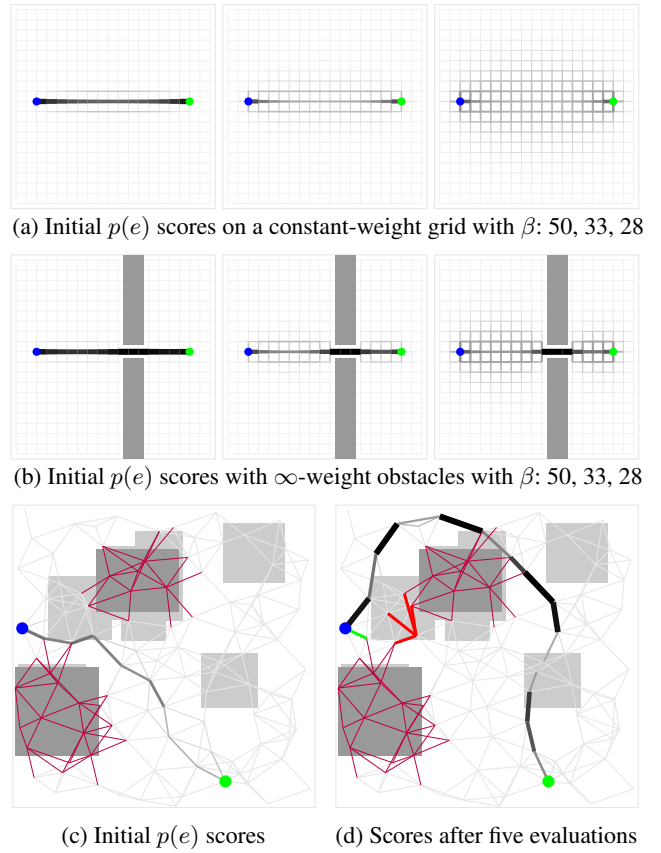 (a) Initial p(e) scores on a constant-weight grid with β: 50, 33, 28
(b) Initial p(e) scores with ∞-weight obstacles with β: 50, 33, 28
(c) Initial p(e) scores
(d) Scores after five evaluations